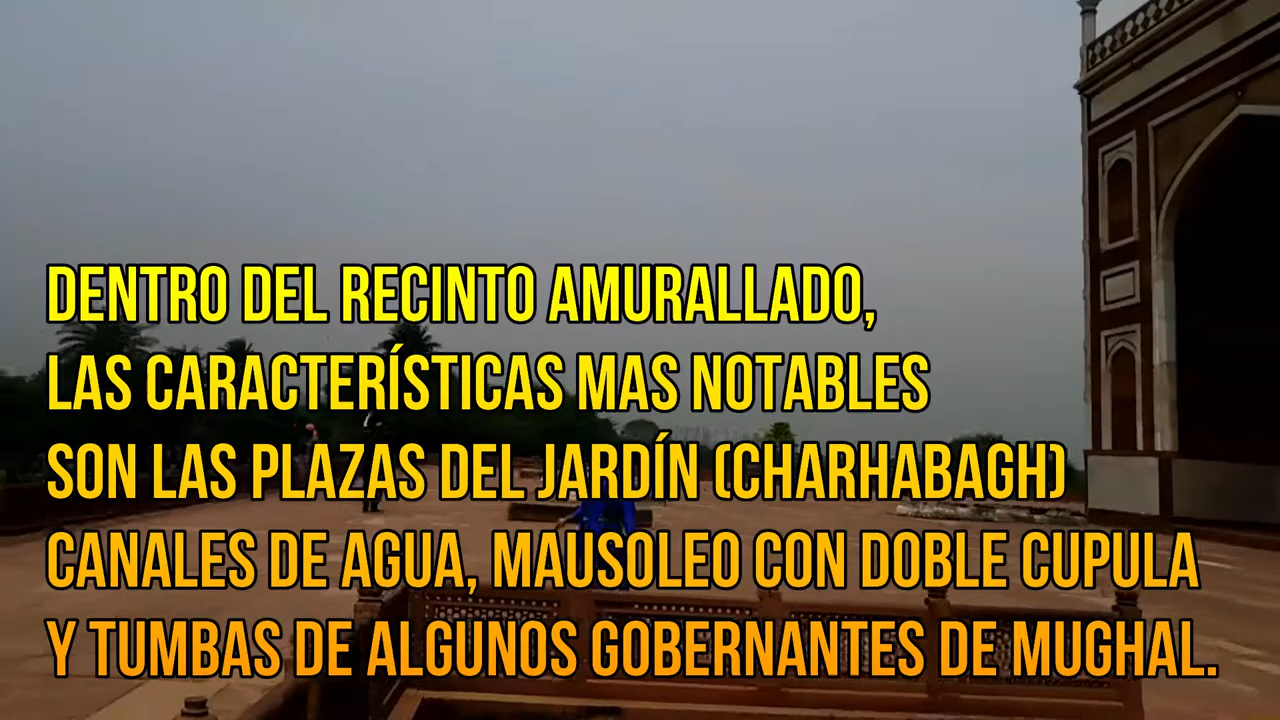 DENTRO DEL RECINTO AMURALLADO,
LAS CARACTERÍSTICAS MAS NOTABLES
SON LAS PLAZAS DEL JARDÍN (CHARHABAGH)
CANALES DE AGUA, MAUSOLEO CON DOBLE CUPULA
Y TUMBAS DE ALGUNOS GOBERNANTES DE MUGHAL.